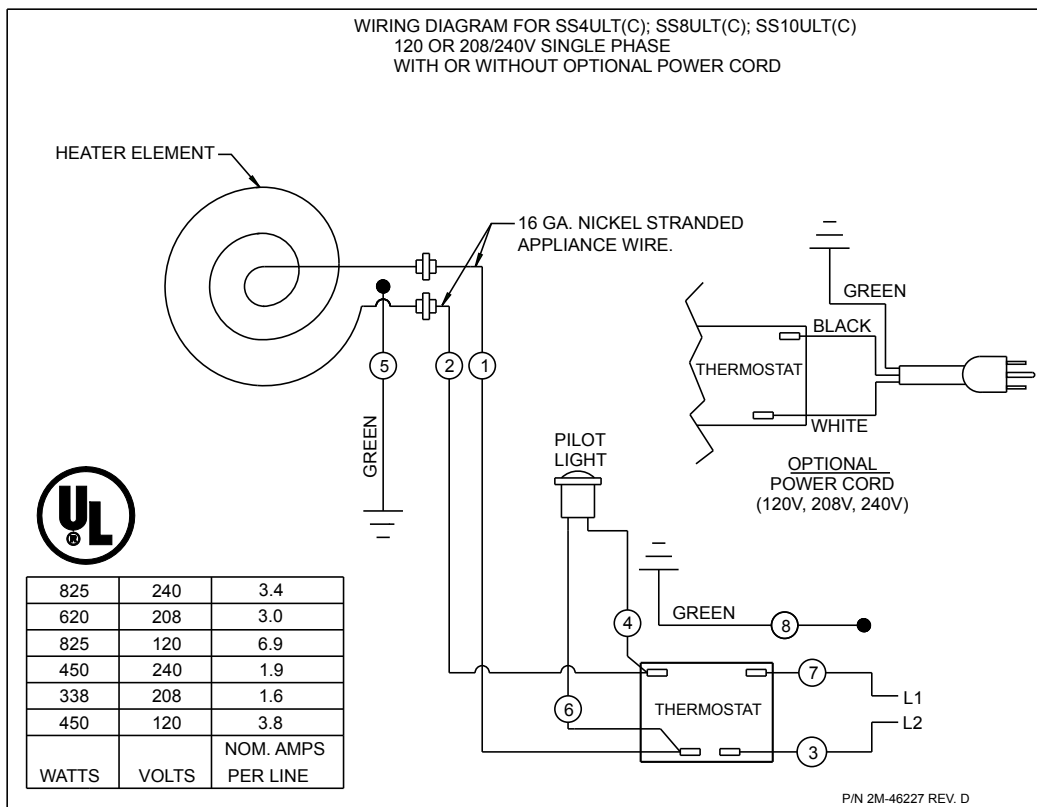 WIRING DIAGRAM FOR SS4ULT(C); SS8ULT(C); SS10ULT(C)
120 OR 208/240V SINGLE PHASE
WITH OR WITHOUT OPTIONAL POWER CORD
HEATER ELEMENT
16 GA. NICKEL STRANDED
APPLIANCE WIRE.
GREEN
BLACK
THERMOSTAT
WHITE
OPTIONAL
POWER CORD
(120V, 208V, 240V)
5
2
1
GREEN
PILOT
LIGHT
UL
®
4
GREEN
8
7
L1
6
THERMOSTAT
L2
3
825 240 3.4
620 208 3.0
825 120 6.9
450 240 1.9
338 208 1.6
450 120 3.8
WATTS VOLTS NOM. AMPS
PER LINE
P/N 2M-46227 REV. D